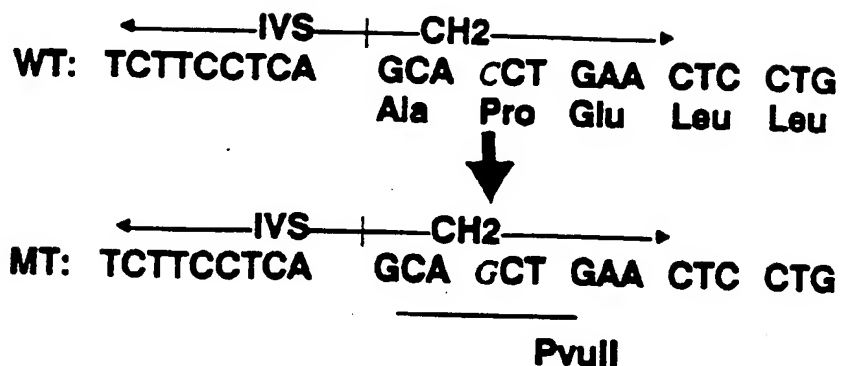 IVS CH2
WT: TCTTCCTCA GCA CCT GAA CTC CTG
Ala Pro Glu Leu Leu
IVS CH2
MT: TCTTCCTCA GCA GCT GAA CTC CTG
PvuII